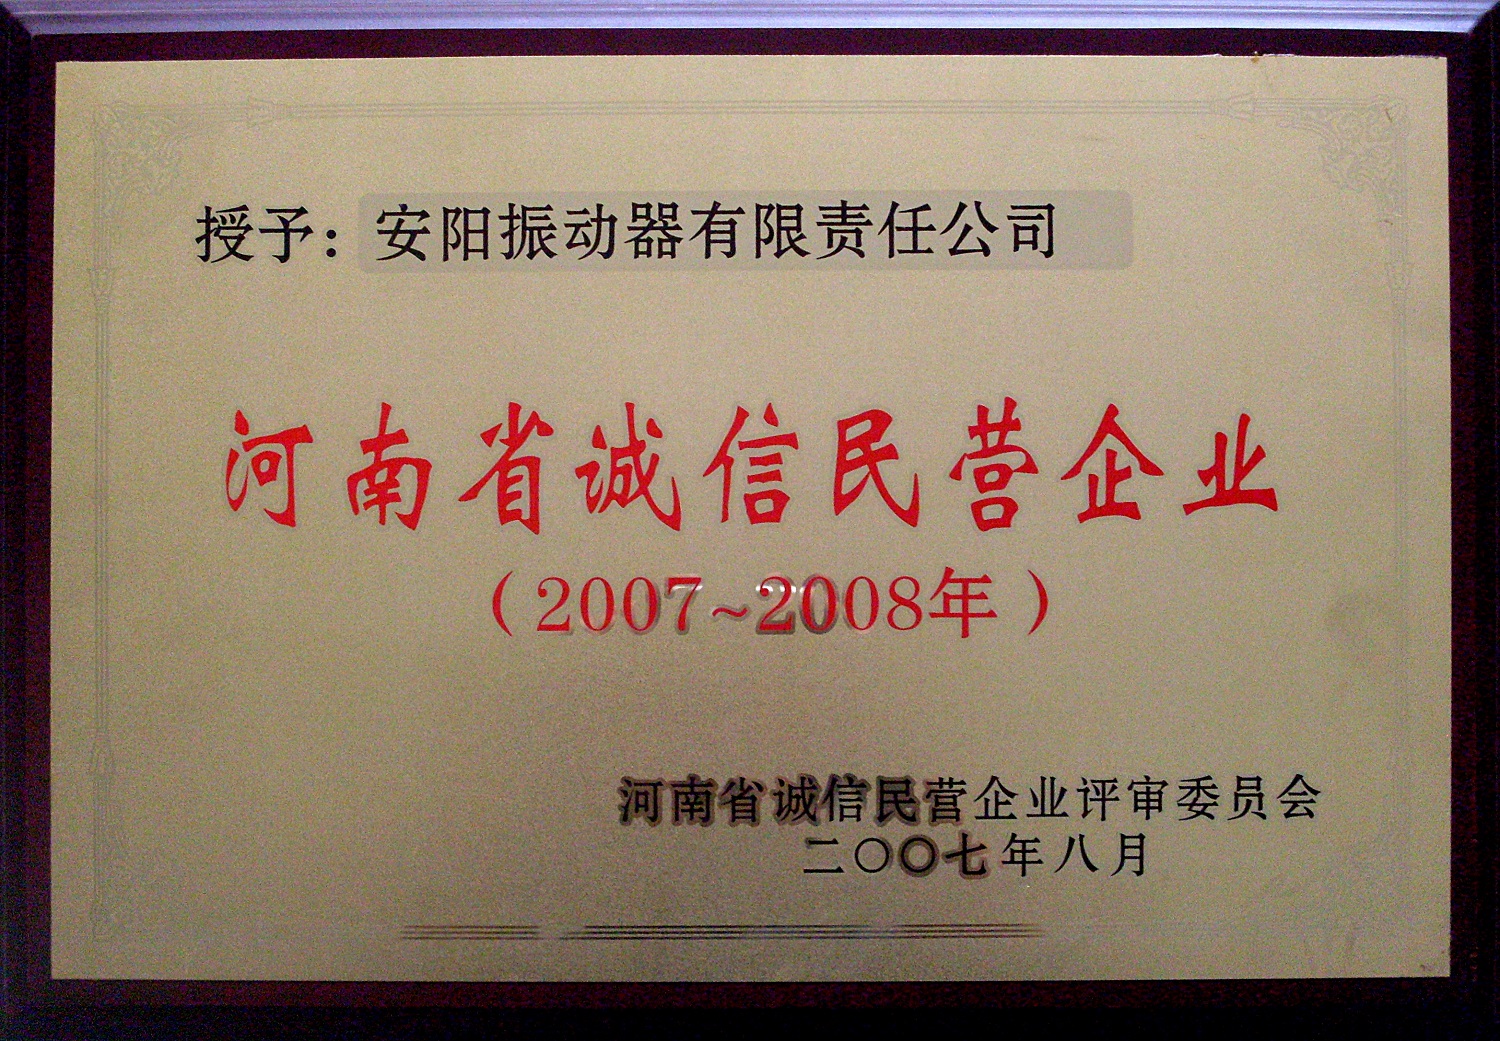 授予：安阳振动器有限责任公司
河南省诚信民营企业
（2007~2008年）
河南省诚信民营企业评审委员会
二〇〇七年八月